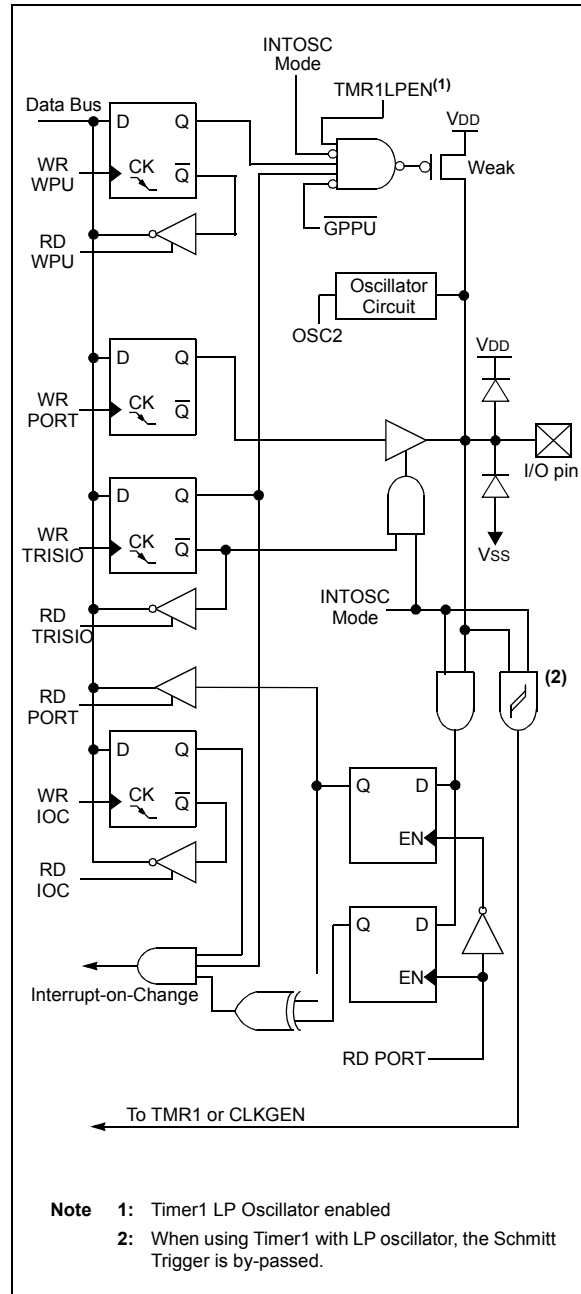 INTOSC
Mode
TMR1LPEN(1)
Data Bus
D Q
VDD
WR
WPU
CK Q
Weak
RD
WPU
GPPU
Oscillator
Circuit
OSC2
VDD
D Q
WR
PORT
CK Q
I/O pin
D Q
WR
TRISIO
CK Q
VSS
INTOSC
Mode
RD
TRISIO
(2)
RD
PORT
D Q
Q D
WR
IOC
CK Q
EN
RD
IOC
Q D
EN
Interrupt-on-Change
RD PORT
To TMR1 or CLKGEN
Note 1: Timer1 LP Oscillator enabled
2: When using Timer1 with LP oscillator, the Schmitt
Trigger is by-passed.